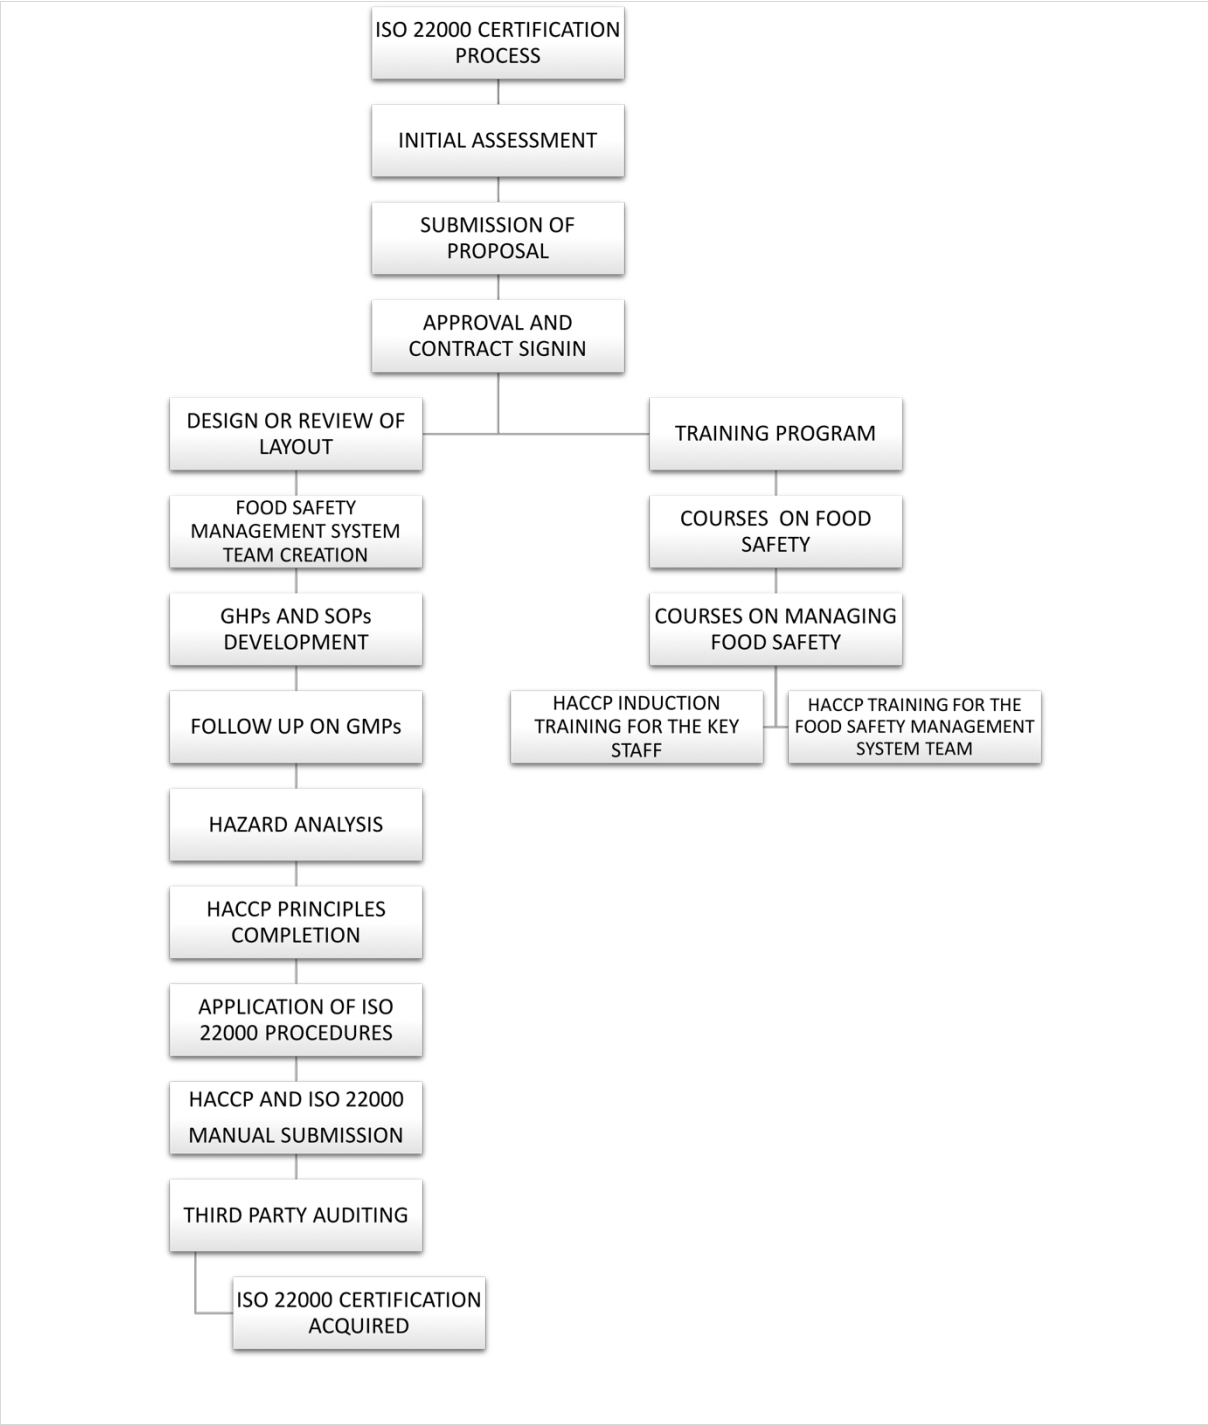 ISO 22000 CERTIFICATION
PROCESS
INITIAL ASSESSMENT
SUBMISSION OF
PROPOSAL
APPROVAL AND
CONTRACT SIGNIN
DESIGN OR REVIEW OF
LAYOUT
FOOD SAFETY
MANAGEMENT SYSTEM
TEAM CREATION
GHPs AND SOPs
DEVELOPMENT
FOLLOW UP ON GMPs
HAZARD ANALYSIS
HACCP PRINCIPLES
COMPLETION
APPLICATION OF ISO
22000 PROCEDURES
HACCP AND ISO 22000
MANUAL SUBMISSION
THIRD PARTY AUDITING
ISO 22000 CERTIFICATION
ACQUIRED
TRAINING PROGRAM
COURSES ON FOOD
SAFETY
COURSES ON MANAGING
FOOD SAFETY
HACCP INDUCTION
TRAINING FOR THE KEY
STAFF
HACCP TRAINING FOR THE
FOOD SAFETY MANAGEMENT
SYSTEM TEAM